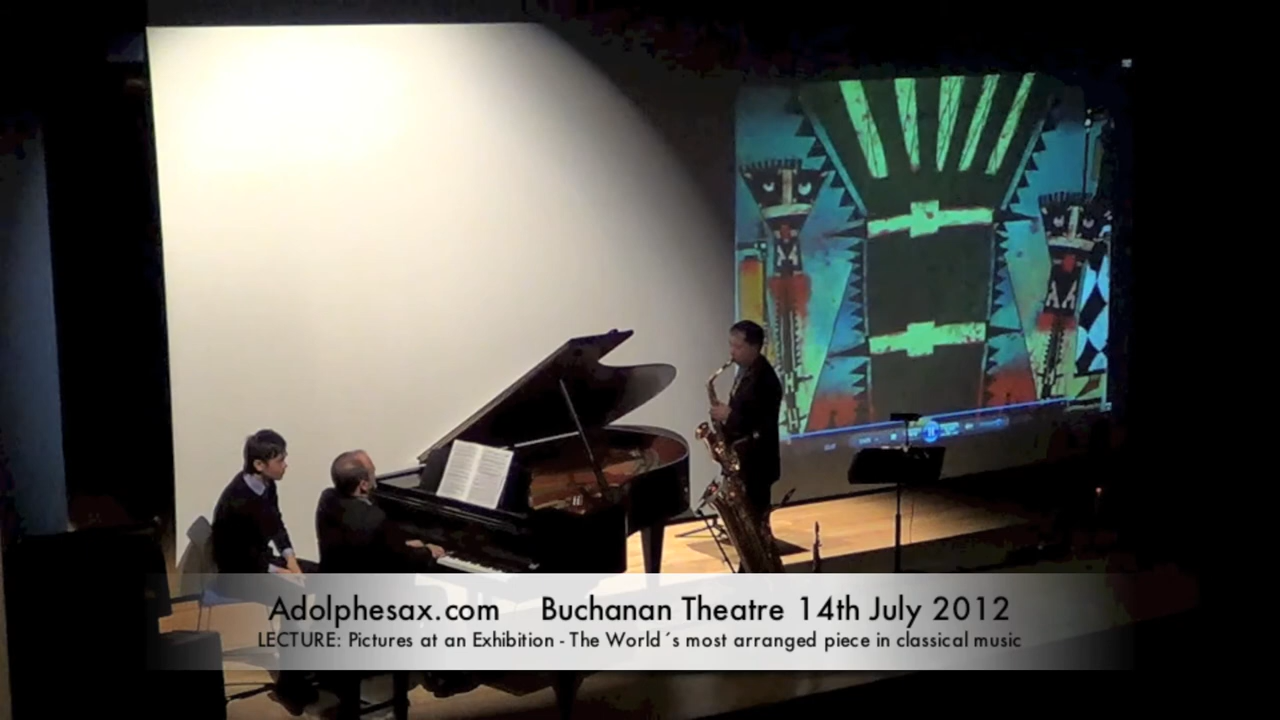 Adolphesax.com Buchanan Theatre 14th July 2012
LECTURE: Pictures at an Exhibition - The World´s most arranged piece in classical music